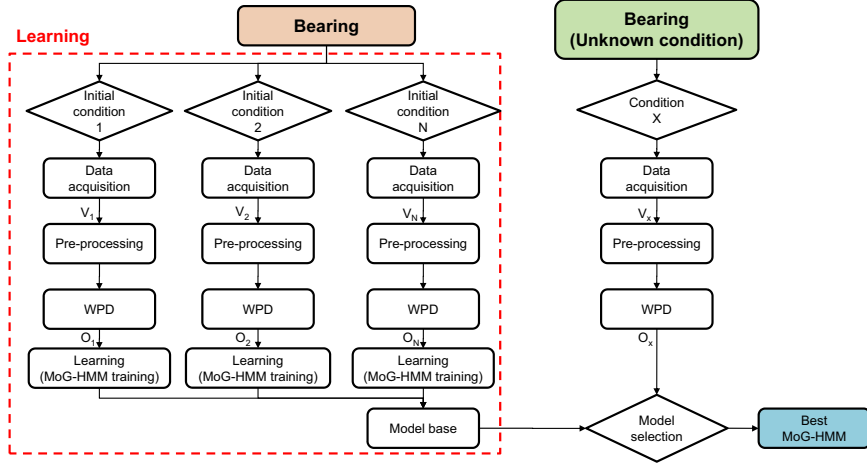 Learning
Bearing
Bearing
(Unknown condition)
Initial
condition
1
Initial
condition
2
Initial
condition
N
Condition
X
Data
acquisition
Data
acquisition
Data
acquisition
Data
acquisition
V1
V2
VN
Vx
Pre-processing
Pre-processing
Pre-processing
Pre-processing
WPD
WPD
WPD
WPD
O1
O2
ON
Ox
Learning
(MoG-HMM training)
Learning
(MoG-HMM training)
Learning
(MoG-HMM training)
Model base
Model
selection
Best
MoG-HMM